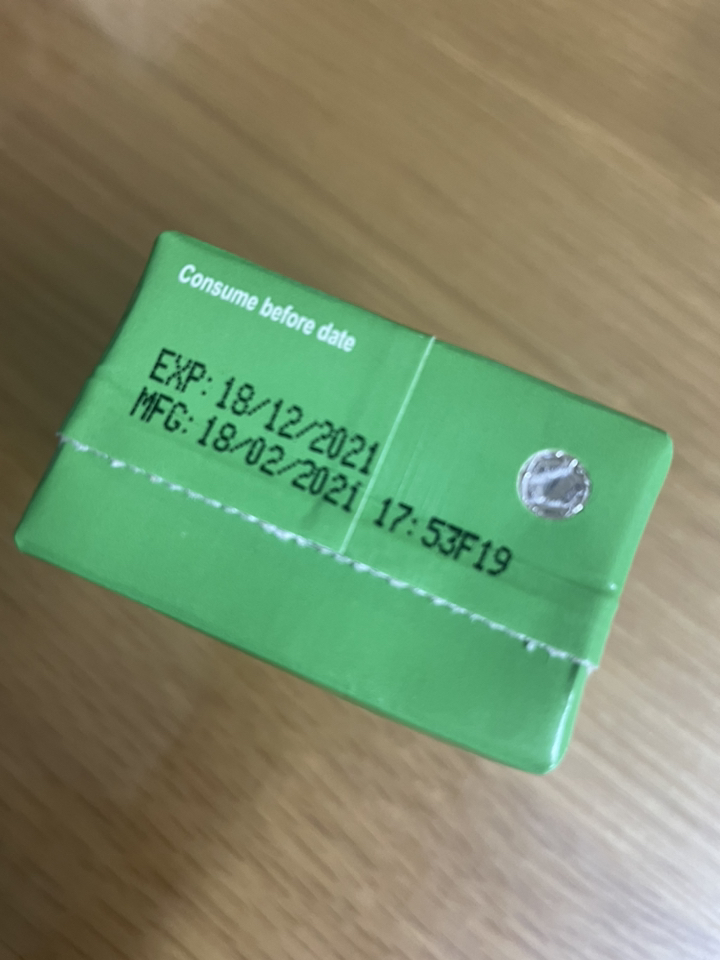 Consume before date
EXP: 18/12/2021
MFG: 18/02/2021 17:53F19